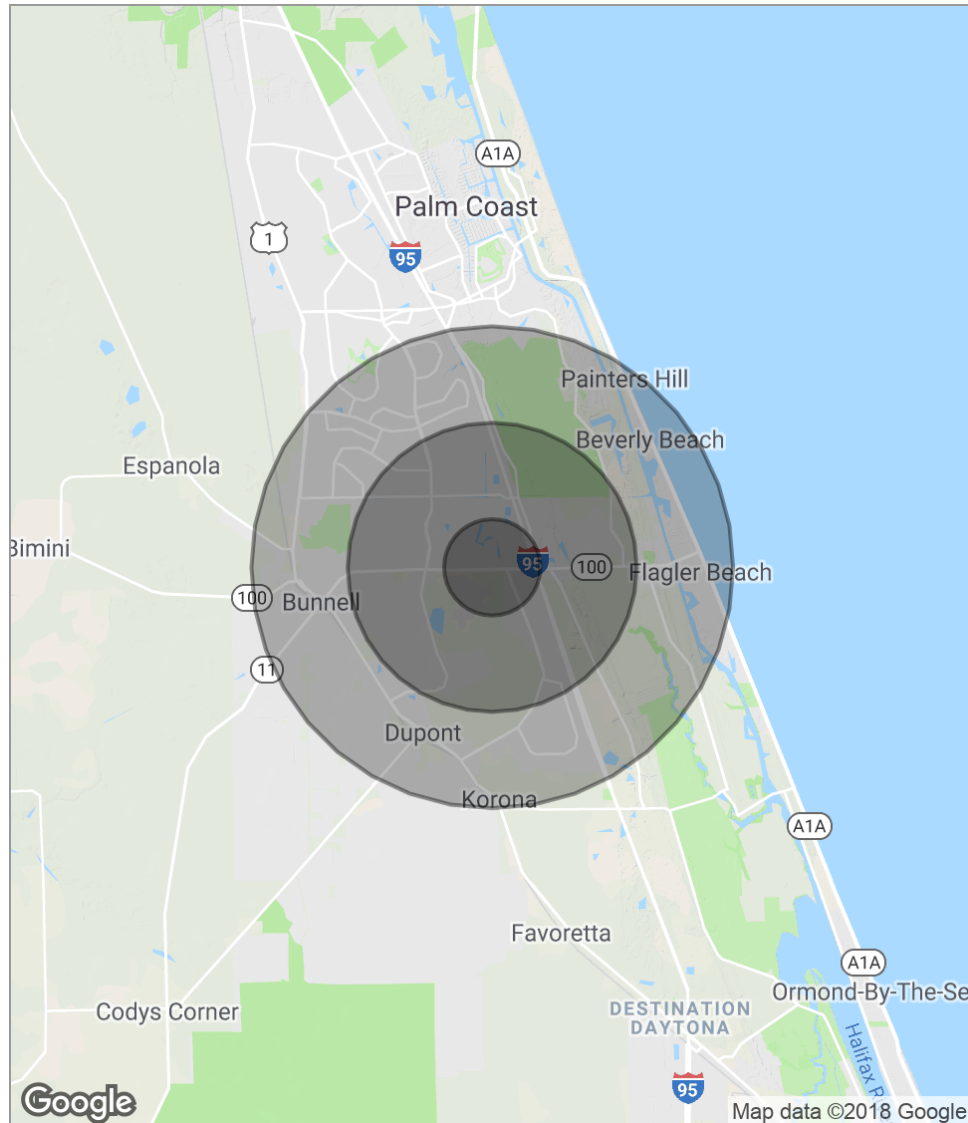 A1A
Palm Coast
1
95
Painters Hill
Beverly Beach
Espanola
Bimini
95
100
Flagler Beach
100
Bunnell
11
Dupont
Korona
A1A
Favoretta
A1A
Ormond-By-The-Se
Codys Corner
DESTINATION
DAYTONA
Halifax R
95
Google
Map data ©2018 Google